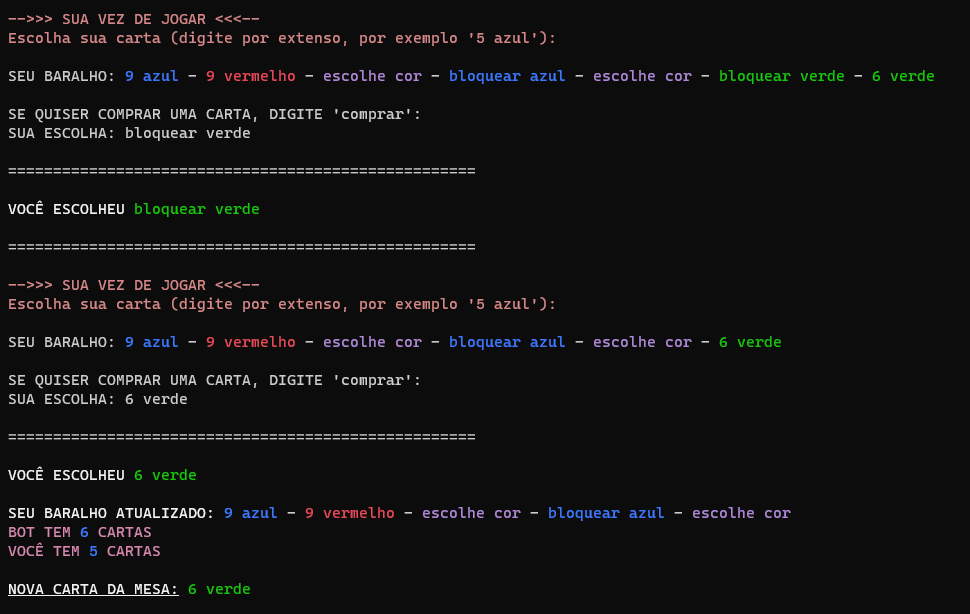 -->>> SUA VEZ DE JOGAR <<<--
Escolha sua carta (digite por extenso, por exemplo '5 azul'):
SEU BARALHO: 9 azul - 9 vermelho - escolhe cor - bloquear azul - escolhe cor - bloquear verde - 6 verde
SE QUISER COMPRAR UMA CARTA, DIGITE 'comprar':
SUA ESCOLHA: bloquear verde
====================================================
VOCÊ ESCOLHEU bloquear verde
====================================================
-->>> SUA VEZ DE JOGAR <<<--
Escolha sua carta (digite por extenso, por exemplo '5 azul'):
SEU BARALHO: 9 azul - 9 vermelho - escolhe cor - bloquear azul - escolhe cor - 6 verde
SE QUISER COMPRAR UMA CARTA, DIGITE 'comprar':
SUA ESCOLHA: 6 verde
====================================================
VOCÊ ESCOLHEU 6 verde
SEU BARALHO ATUALIZADO: 9 azul - 9 vermelho - escolhe cor - bloquear azul - escolhe cor
BOT TEM 6 CARTAS
VOCÊ TEM 5 CARTAS
NOVA CARTA DA MESA: 6 verde